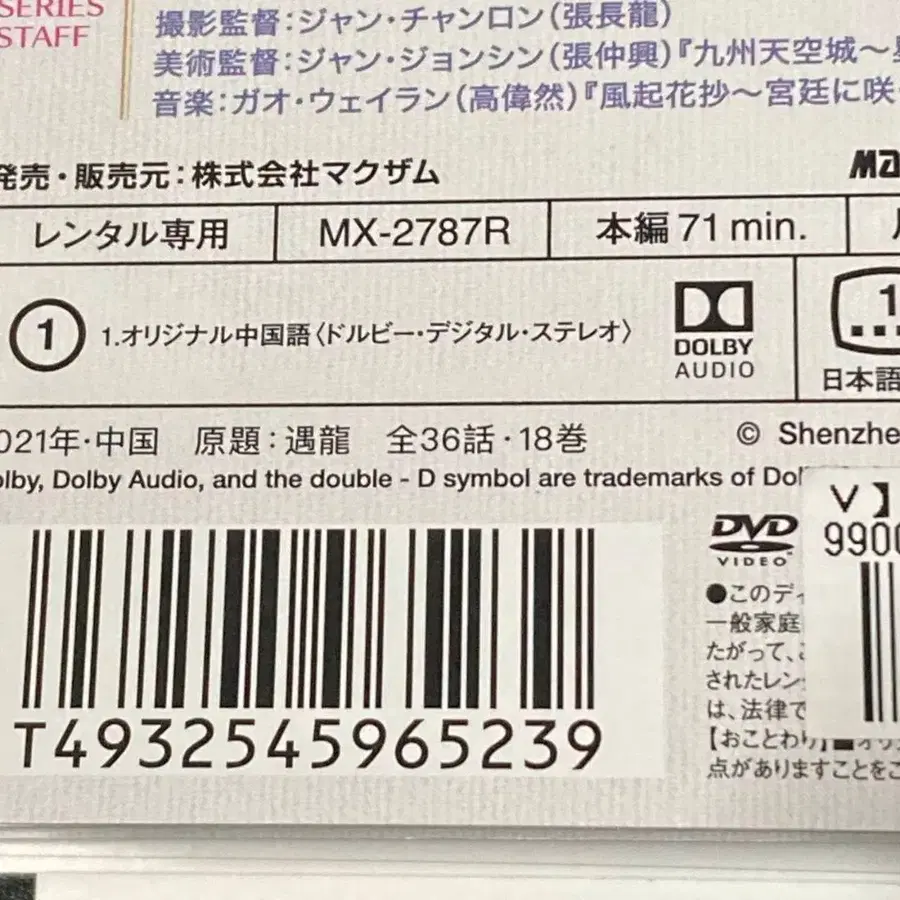 SERIES
STAFF
撮影監督：ジャン・チャンロン（張長龍）
美術監督：ジャン・ジョンシン（張仲興）『九州天空城～
音楽：ガオ・ウェイラン（高偉然）『風起花抄～宮廷に咲
発売・販売元：株式会社マクザム
レンタル専用 MX-2787R 本編 71 min.
① 1.オリジナル中国語〈ドルビー・デジタル・ステレオ〉 DOLBY AUDIO
1
日本語
2021年・中国 原題：遇龍 全36話・18巻 © Shenzhe
olby, Dolby Audio, and the double - D symbol are trademarks of Dol
V】
9900
DVD
VIDEO
T4932545965239
●このディ
一般家庭
たがって、こ
されたレン
は、法律で
【おことわり】■オリ
点がありますことをこ